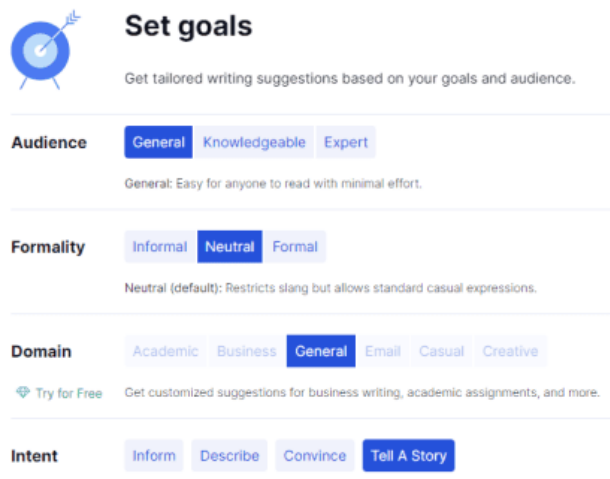 Set goals
Get tailored writing suggestions based on your goals and audience.
Audience
General Knowledgeable Expert
General: Easy for anyone to read with minimal effort.
Formality
Informal Neutral Formal
Neutral (default): Restricts slang but allows standard casual expressions.
Domain
Academic Business General Email Casual Creative
Try for Free
Get customized suggestions for business writing, academic assignments, and more.
Intent
Inform Describe Convince Tell A Story